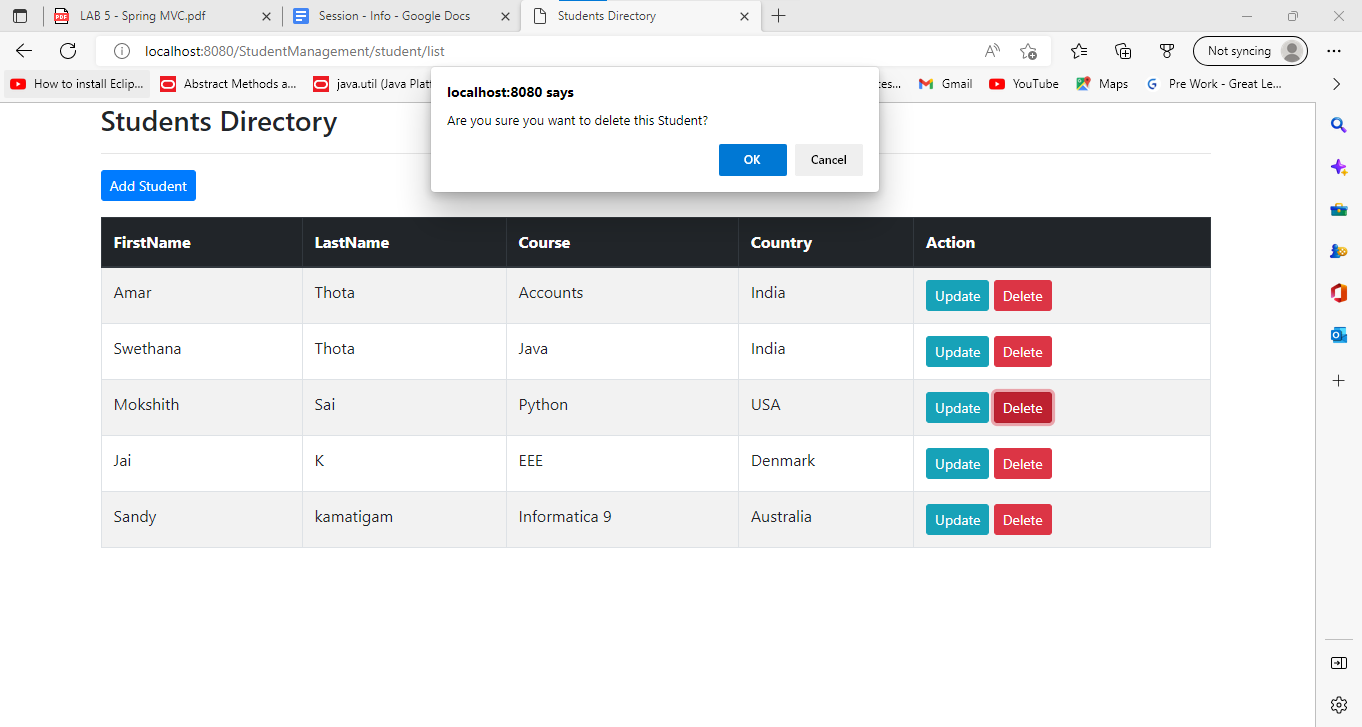 LAB 5 - Spring MVC.pdf
Session - Info - Google Docs
Students Directory
localhost:8080/StudentManagement/student/list
Not syncing
How to install Eclip...
Abstract Methods a...
java.util (Java Platf
es...
Gmail
YouTube
Maps
Pre Work - Great Le...
localhost:8080 says
Are you sure you want to delete this Student?
OK Cancel
Students Directory
Add Student
FirstName LastName Course Country Action
Amar Thota Accounts India Update Delete
Swethana Thota Java India Update Delete
Mokshith Sai Python USA Update Delete
Jai K EEE Denmark Update Delete
Sandy kamatigam Informatica 9 Australia Update Delete